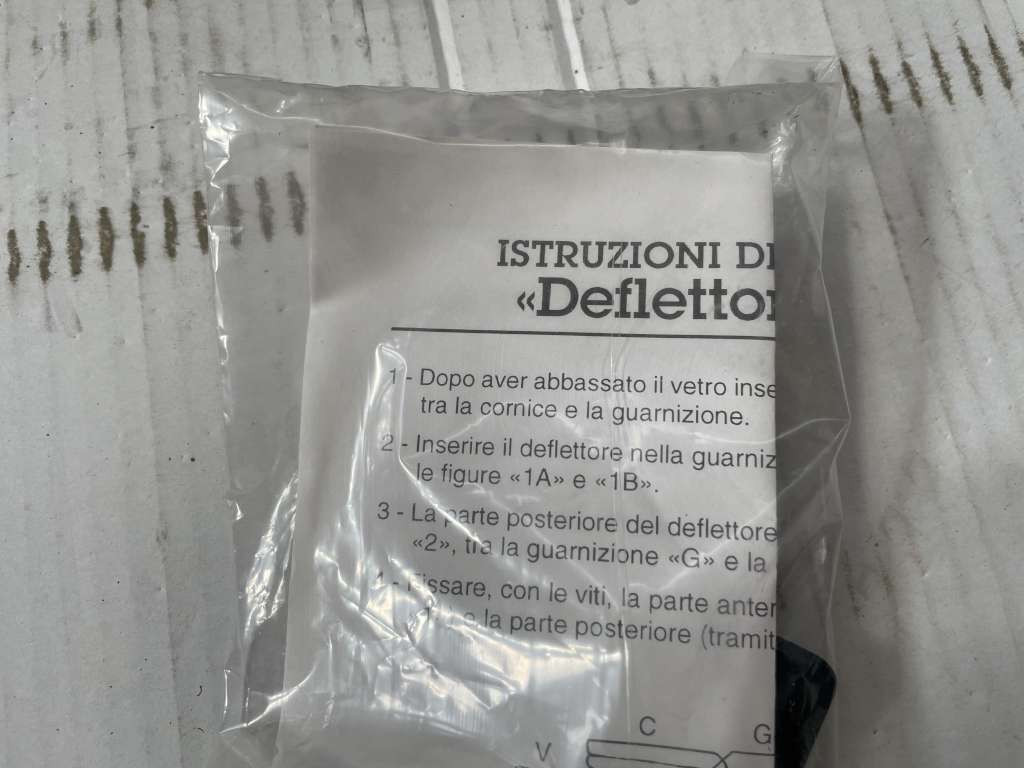 ISTRUZIONI DI
«Deflettor
1 - Dopo aver abbassato il vetro inse
tra la cornice e la guarnizione.
2 - Inserire il deflettore nella guarniz
le figure «1A» e «1B».
3 - La parte posteriore del deflettore
«2», tra la guarnizione «G» e la
4 - Fissare, con le viti, la parte anter
e la parte posteriore (tramit
C
G
V